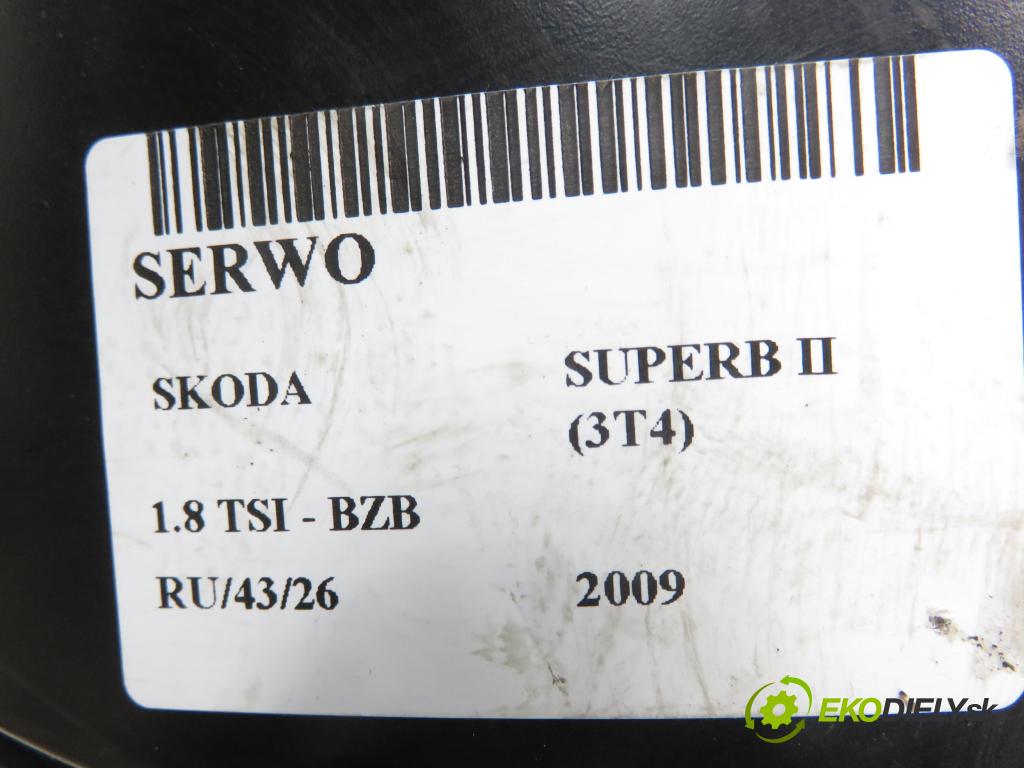 SERWO
SKODA SUPERB II
(3T4)
1.8 TSI - BZB
RU/43/26 2009
EKODIELY.sk